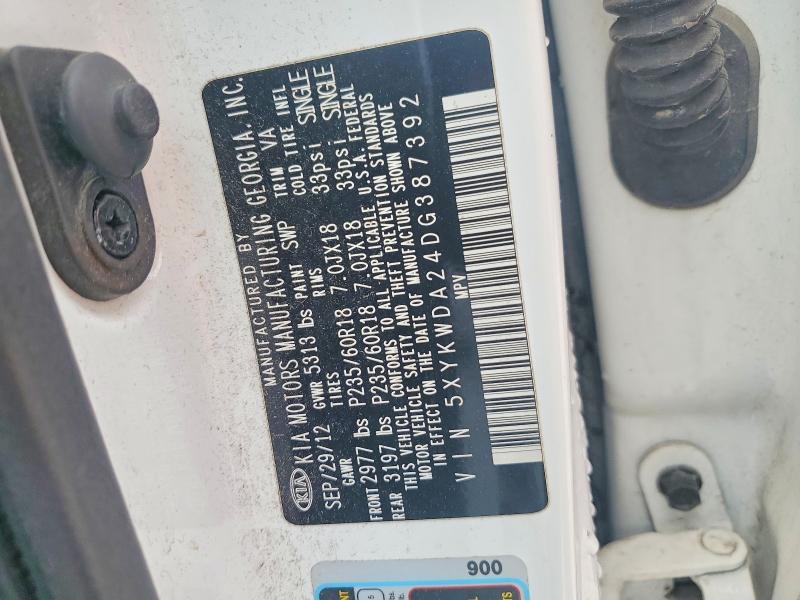 MANUFACTURED BY
KIA KIA MOTORS MANUFACTURING GEORGIA, INC.
SEP/29/12 GVWR 5313 lbs PAINT SWP TRIM VA
GAWR TIRES RIMS COLD TIRE INFL
FRONT 2977 lbs P235/60R18 7.0JX18 33psi SINGLE
REAR 3197 lbs P235/60R18 7.0JX18 33psi SINGLE
THIS VEHICLE CONFORMS TO ALL APPLICABLE U.S.A. FEDERAL
MOTOR VEHICLE SAFETY AND THEFT PREVENTION STANDARDS
IN EFFECT ON THE DATE OF MANUFACTURE SHOWN ABOVE
VIN 5XYKWDA24DG387392
MPV
900